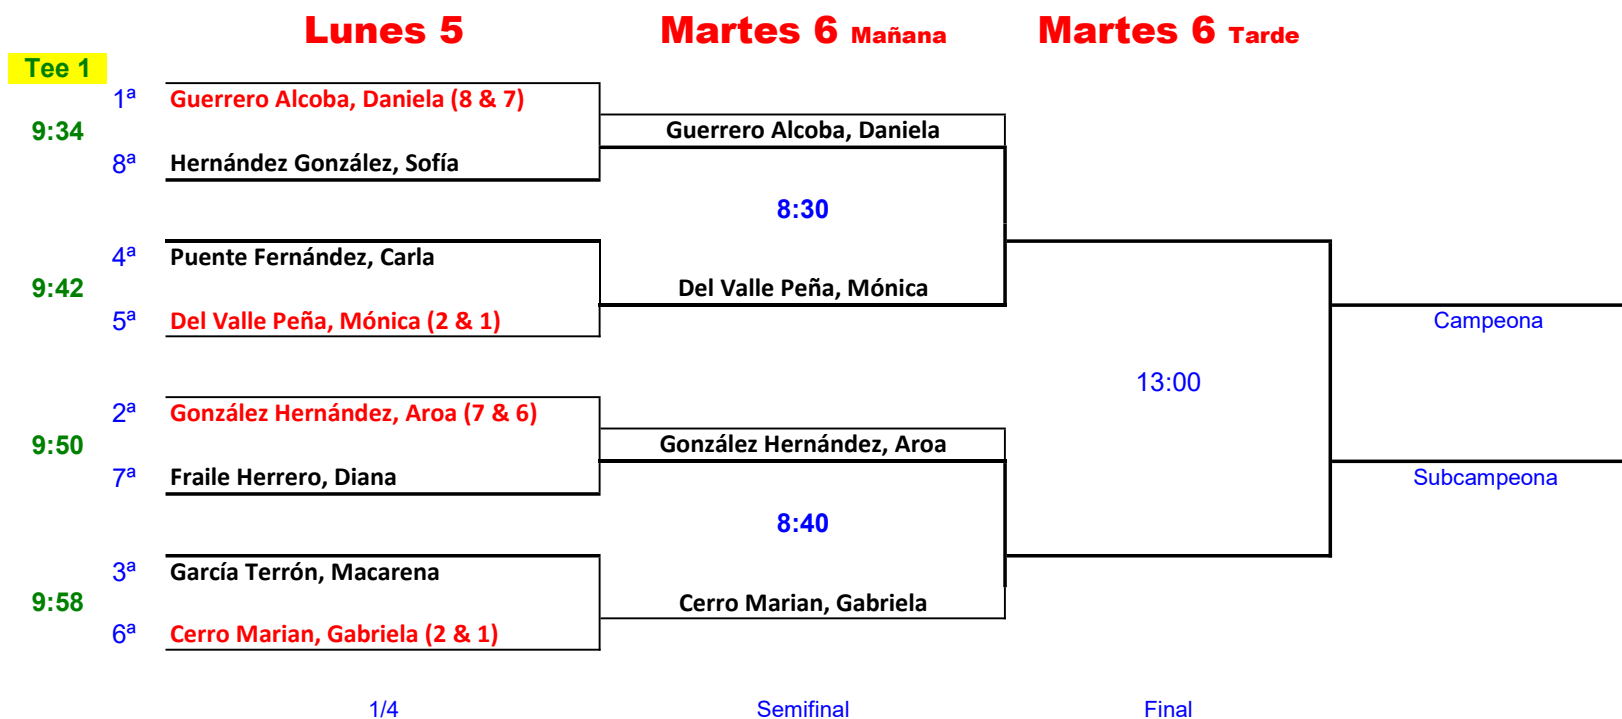 Lunes 5 Martes 6 Mañana Martes 6 Tarde
Tee 1
1ª Guerrero Alcoba, Daniela (8 & 7)
9:34 Guerrero Alcoba, Daniela
8ª Hernández González, Sofía
8:30
4ª Puente Fernández, Carla
9:42 Del Valle Peña, Mónica
5ª Del Valle Peña, Mónica (2 & 1) Campeona
13:00
2ª González Hernández, Aroa (7 & 6)
9:50 González Hernández, Aroa
7ª Fraile Herrero, Diana Subcampeona
8:40
3ª García Terrón, Macarena
9:58 Cerro Marian, Gabriela
6ª Cerro Marian, Gabriela (2 & 1)
1/4 Semifinal Final